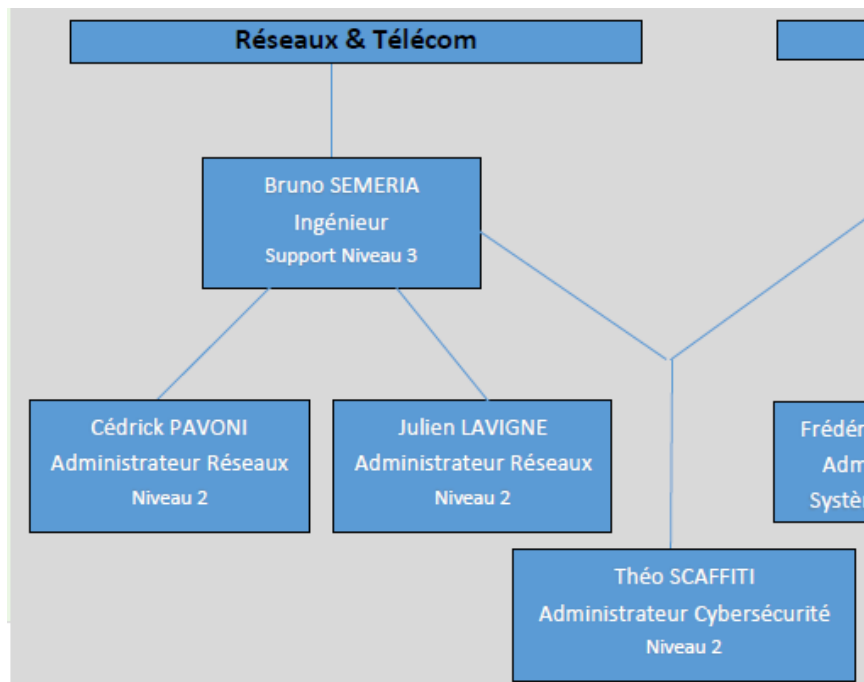 Réseaux & Télécom
Bruno SEMERIA
Ingénieur
Support Niveau 3
Cédrick PAVONI
Administrateur Réseaux
Niveau 2
Julien LAVIGNE
Administrateur Réseaux
Niveau 2
Théo SCAFFITI
Administrateur Cybersécurité
Niveau 2